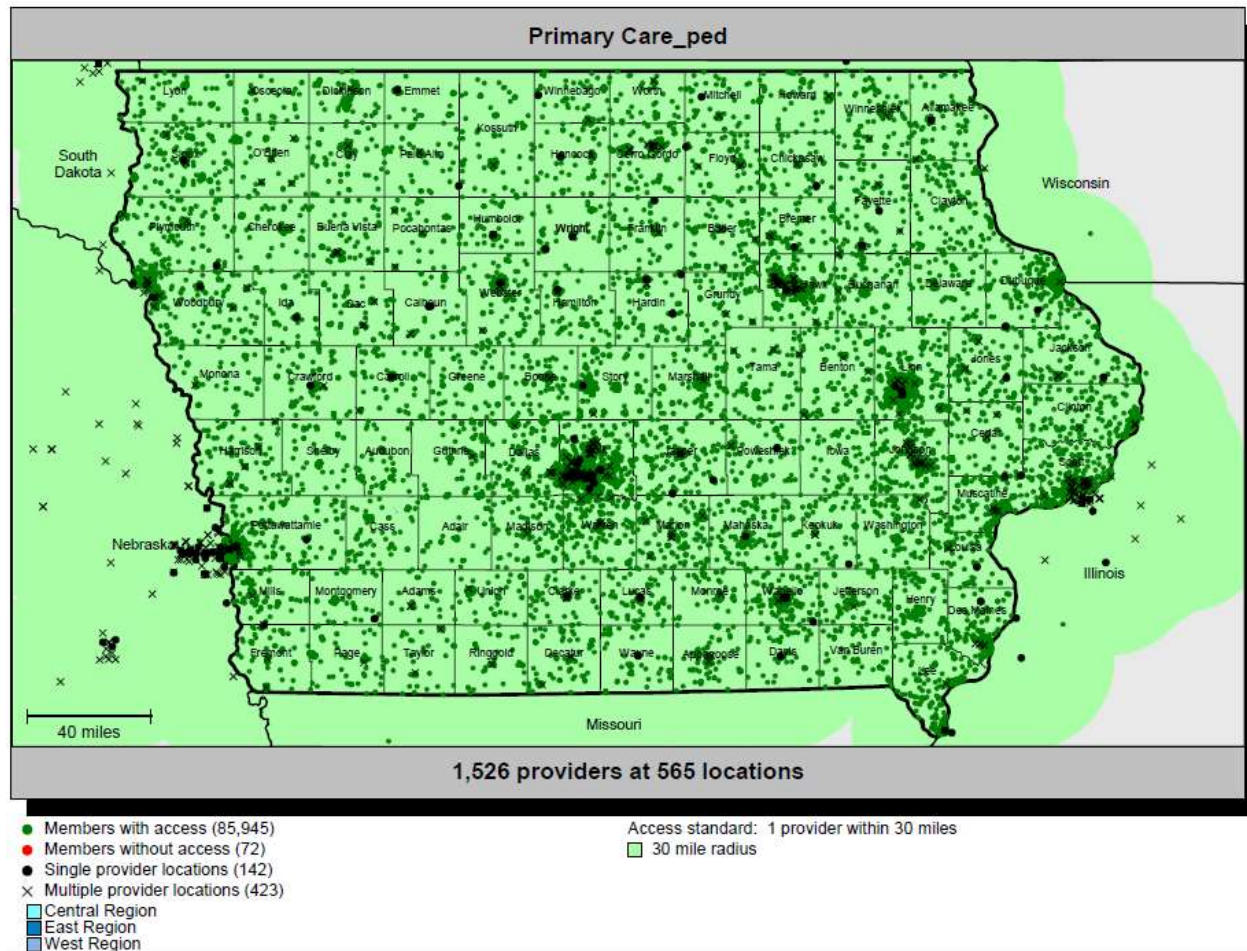 Primary Care_ped
Lyon Osceola Dickinson Emmet Winnebago Worth Mitchell Howard Winneshiek Allamakee
Kossuth
South
Dakota
Sioux O'Brien Clay Palo Alto Hancock Cerro Gordo Floyd Chickasaw
Wisconsin
Fayette Clayton
Plymouth Cherokee Buena Vista Pocahontas Humboldt Wright Franklin Butler Bremer
Woodbury Ida Sac Calhoun Webster Hamilton Hardin Grundy Buchanan Delaware Dubuque
Monona Crawford Carroll Greene Boone Story Marshall Tama Benton Linn Jones Jackson
Clinton
Harrison Shelby Audubon Guthrie Dallas Jasper Poweshiek Iowa Johnson Cedar
Scott
Muscatine
Pottawattamie Cass Adair Madison Warren Marion Mahaska Keokuk Washington
Louisa
Nebraska
Illinois
Mills Montgomery Adams Union Clarke Lucas Monroe Wapello Jefferson Henry Des Moines
Fremont Page Taylor Ringgold Decatur Wayne Appanoose Davis Van Buren Lee
40 miles
Missouri
1,526 providers at 565 locations
Members with access (85,945)
Members without access (72)
Single provider locations (142)
Multiple provider locations (423)
Central Region
East Region
West Region
Access standard: 1 provider within 30 miles
30 mile radius